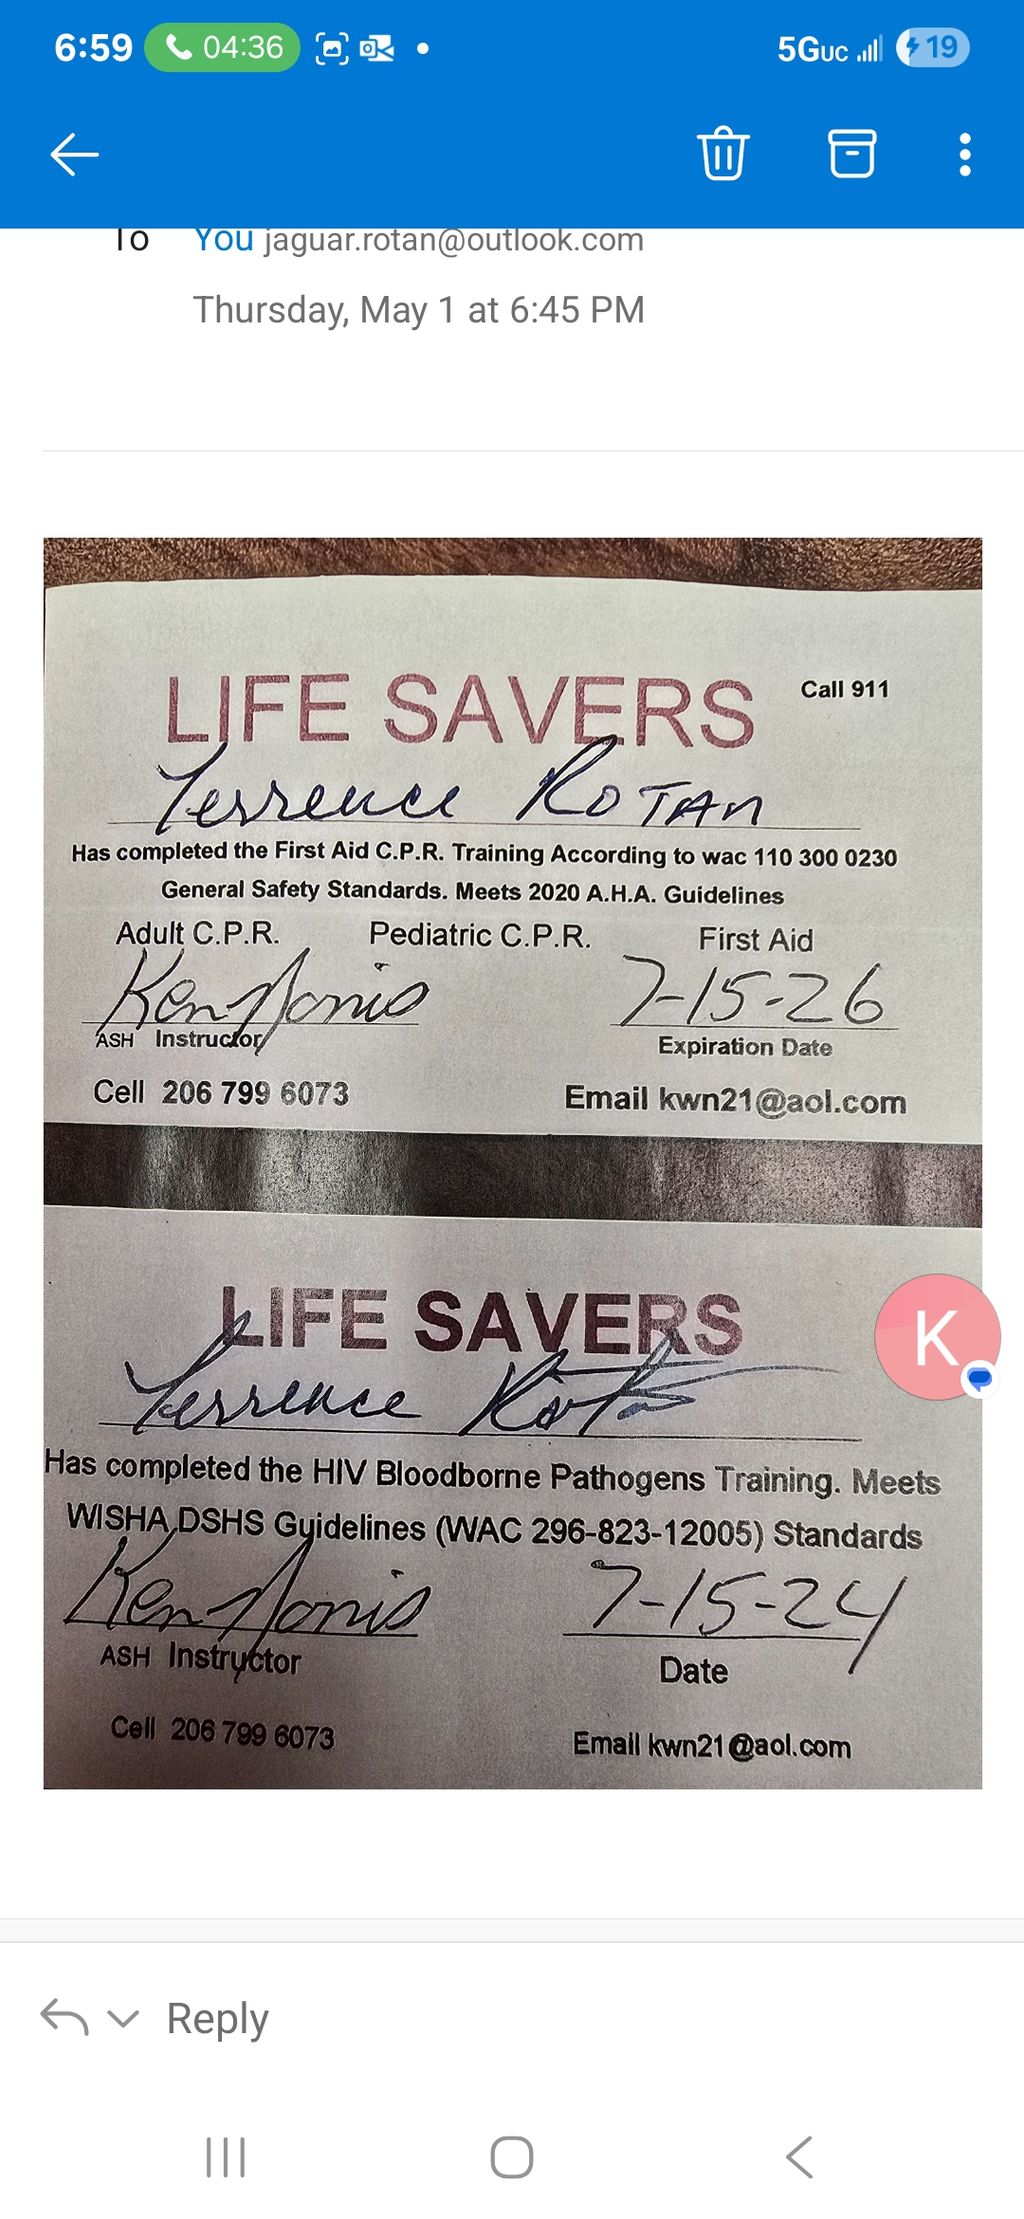 6:59 04:36 5GUC 19
To You jaguar.rotan@outlook.com
Thursday, May 1 at 6:45 PM
LIFE SAVERS Call 911
Terrence ROTAN
Has completed the First Aid C.P.R. Training According to wac 110 300 0230
General Safety Standards. Meets 2020 A.H.A. Guidelines
Adult C.P.R. Pediatric C.P.R. First Aid
Ken Nonis 7-15-26
ASH Instructor Expiration Date
Cell 206 799 6073 Email kwn21@aol.com
LIFE SAVERS
K
Terrence Rotan
Has completed the HIV Bloodborne Pathogens Training. Meets
WISHA,DSHS Guidelines (WAC 296-823-12005) Standards
Ken Nonis 7-15-24
ASH Instructor Date
Cell 206 799 6073 Email kwn21@aol.com
Reply